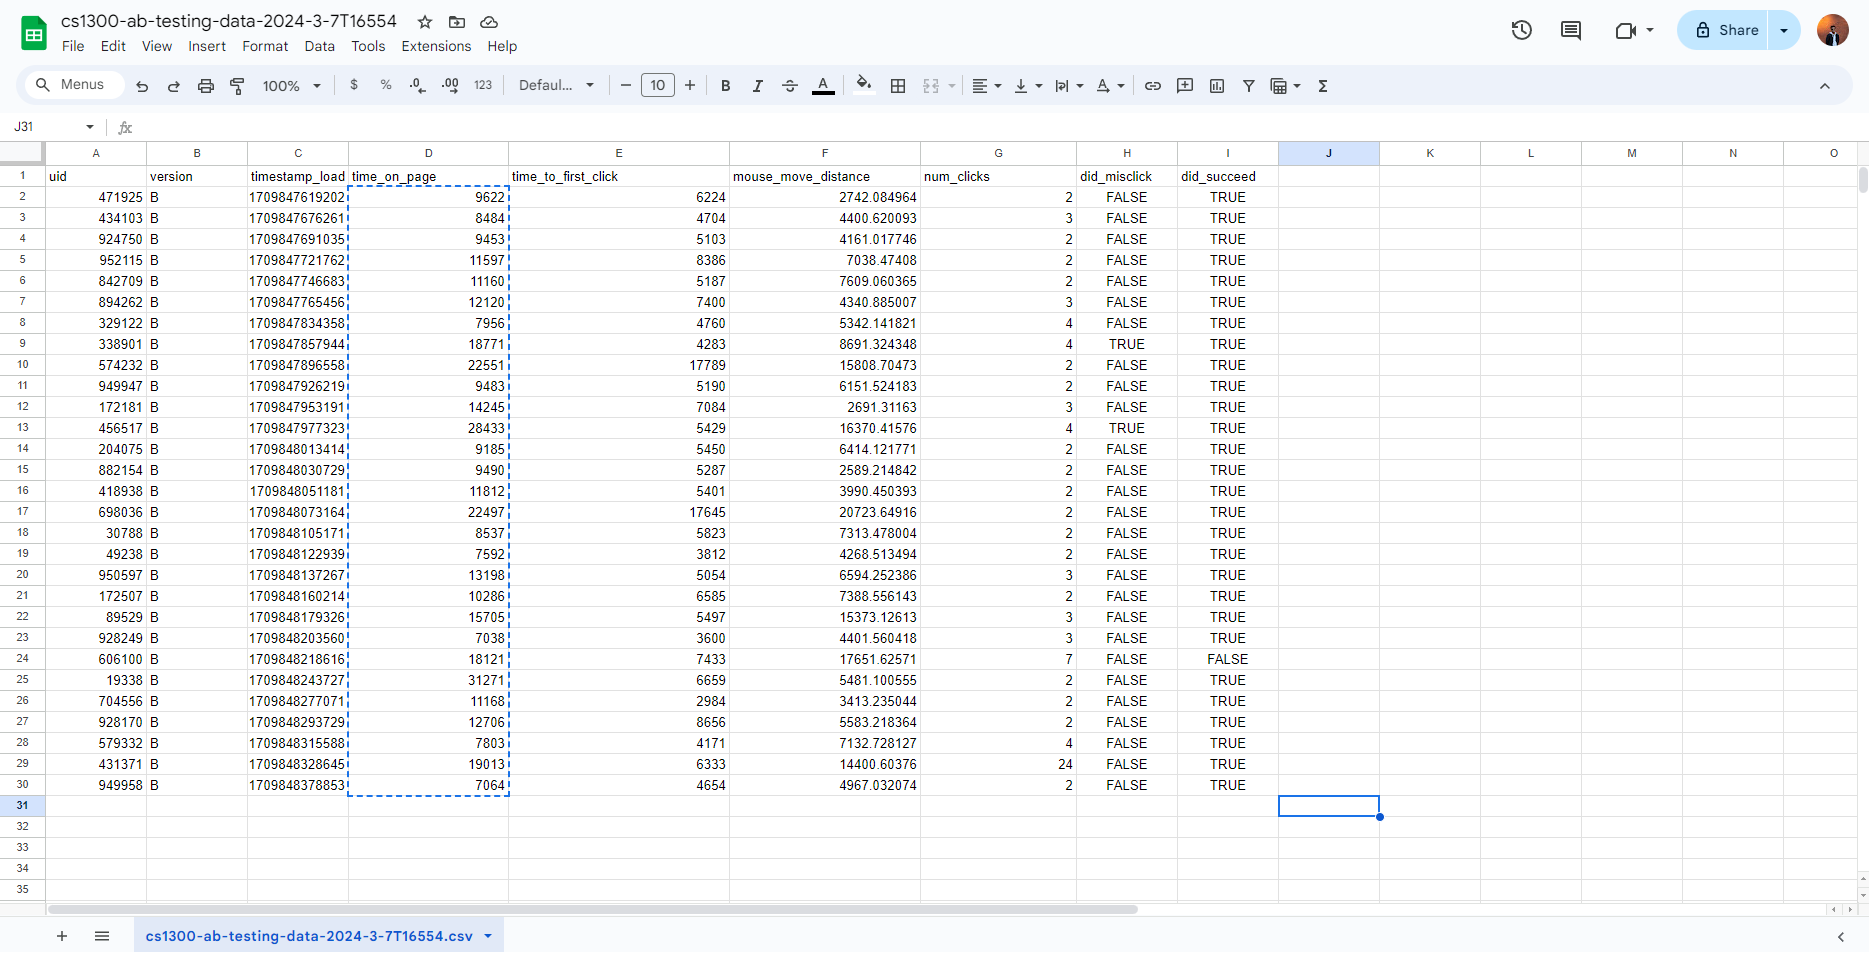 cs1300-ab-testing-data-2024-3-7T16554
File Edit View Insert Format Data Tools Extensions Help
Share
Menus 100% $ % .0 .00 123 Defaul... − 10 + B I A Σ
J31 fx
A B C D E F G H I J K L M N O
1 uid version timestamp_load time_on_page time_to_first_click mouse_move_distance num_clicks did_misclick did_succeed
2 471925 B 1709847619202 9622 6224 2742.084964 2 FALSE TRUE
3 434103 B 1709847676261 8484 4704 4400.620093 3 FALSE TRUE
4 924750 B 1709847691035 9453 5103 4161.017746 2 FALSE TRUE
5 952115 B 1709847721762 11597 8386 7038.47408 2 FALSE TRUE
6 842709 B 1709847746683 11160 5187 7609.060365 2 FALSE TRUE
7 894262 B 1709847765456 12120 7400 4340.885007 3 FALSE TRUE
8 329122 B 1709847834358 7956 4760 5342.141821 4 FALSE TRUE
9 338901 B 1709847857944 18771 4283 8691.324348 4 TRUE TRUE
10 574232 B 1709847896558 22551 17789 15808.70473 2 FALSE TRUE
11 949947 B 1709847926219 9483 5190 6151.524183 2 FALSE TRUE
12 172181 B 1709847953191 14245 7084 2691.31163 3 FALSE TRUE
13 456517 B 1709847977323 28433 5429 16370.41576 4 TRUE TRUE
14 204075 B 1709848013414 9185 5450 6414.121771 2 FALSE TRUE
15 882154 B 1709848030729 9490 5287 2589.214842 2 FALSE TRUE
16 418938 B 1709848051181 11812 5401 3990.450393 2 FALSE TRUE
17 698036 B 1709848073164 22497 17645 20723.64916 2 FALSE TRUE
18 30788 B 1709848105171 8537 5823 7313.478004 2 FALSE TRUE
19 49238 B 1709848122939 7592 3812 4268.513494 2 FALSE TRUE
20 950597 B 1709848137267 13198 5054 6594.252386 3 FALSE TRUE
21 172507 B 1709848160214 10286 6585 7388.556143 2 FALSE TRUE
22 89529 B 1709848179326 15705 5497 15373.12613 3 FALSE TRUE
23 928249 B 1709848203560 7038 3600 4401.560418 3 FALSE TRUE
24 606100 B 1709848218616 18121 7433 17651.62571 7 FALSE FALSE
25 19338 B 1709848243727 31271 6659 5481.100555 2 FALSE TRUE
26 704556 B 1709848277071 11168 2984 3413.235044 2 FALSE TRUE
27 928170 B 1709848293729 12706 8656 5583.218364 2 FALSE TRUE
28 579332 B 1709848315588 7803 4171 7132.728127 4 FALSE TRUE
29 431371 B 1709848328645 19013 6333 14400.60376 24 FALSE TRUE
30 949958 B 1709848378853 7064 4654 4967.032074 2 FALSE TRUE
31
32
33
34
35
cs1300-ab-testing-data-2024-3-7T16554.csv